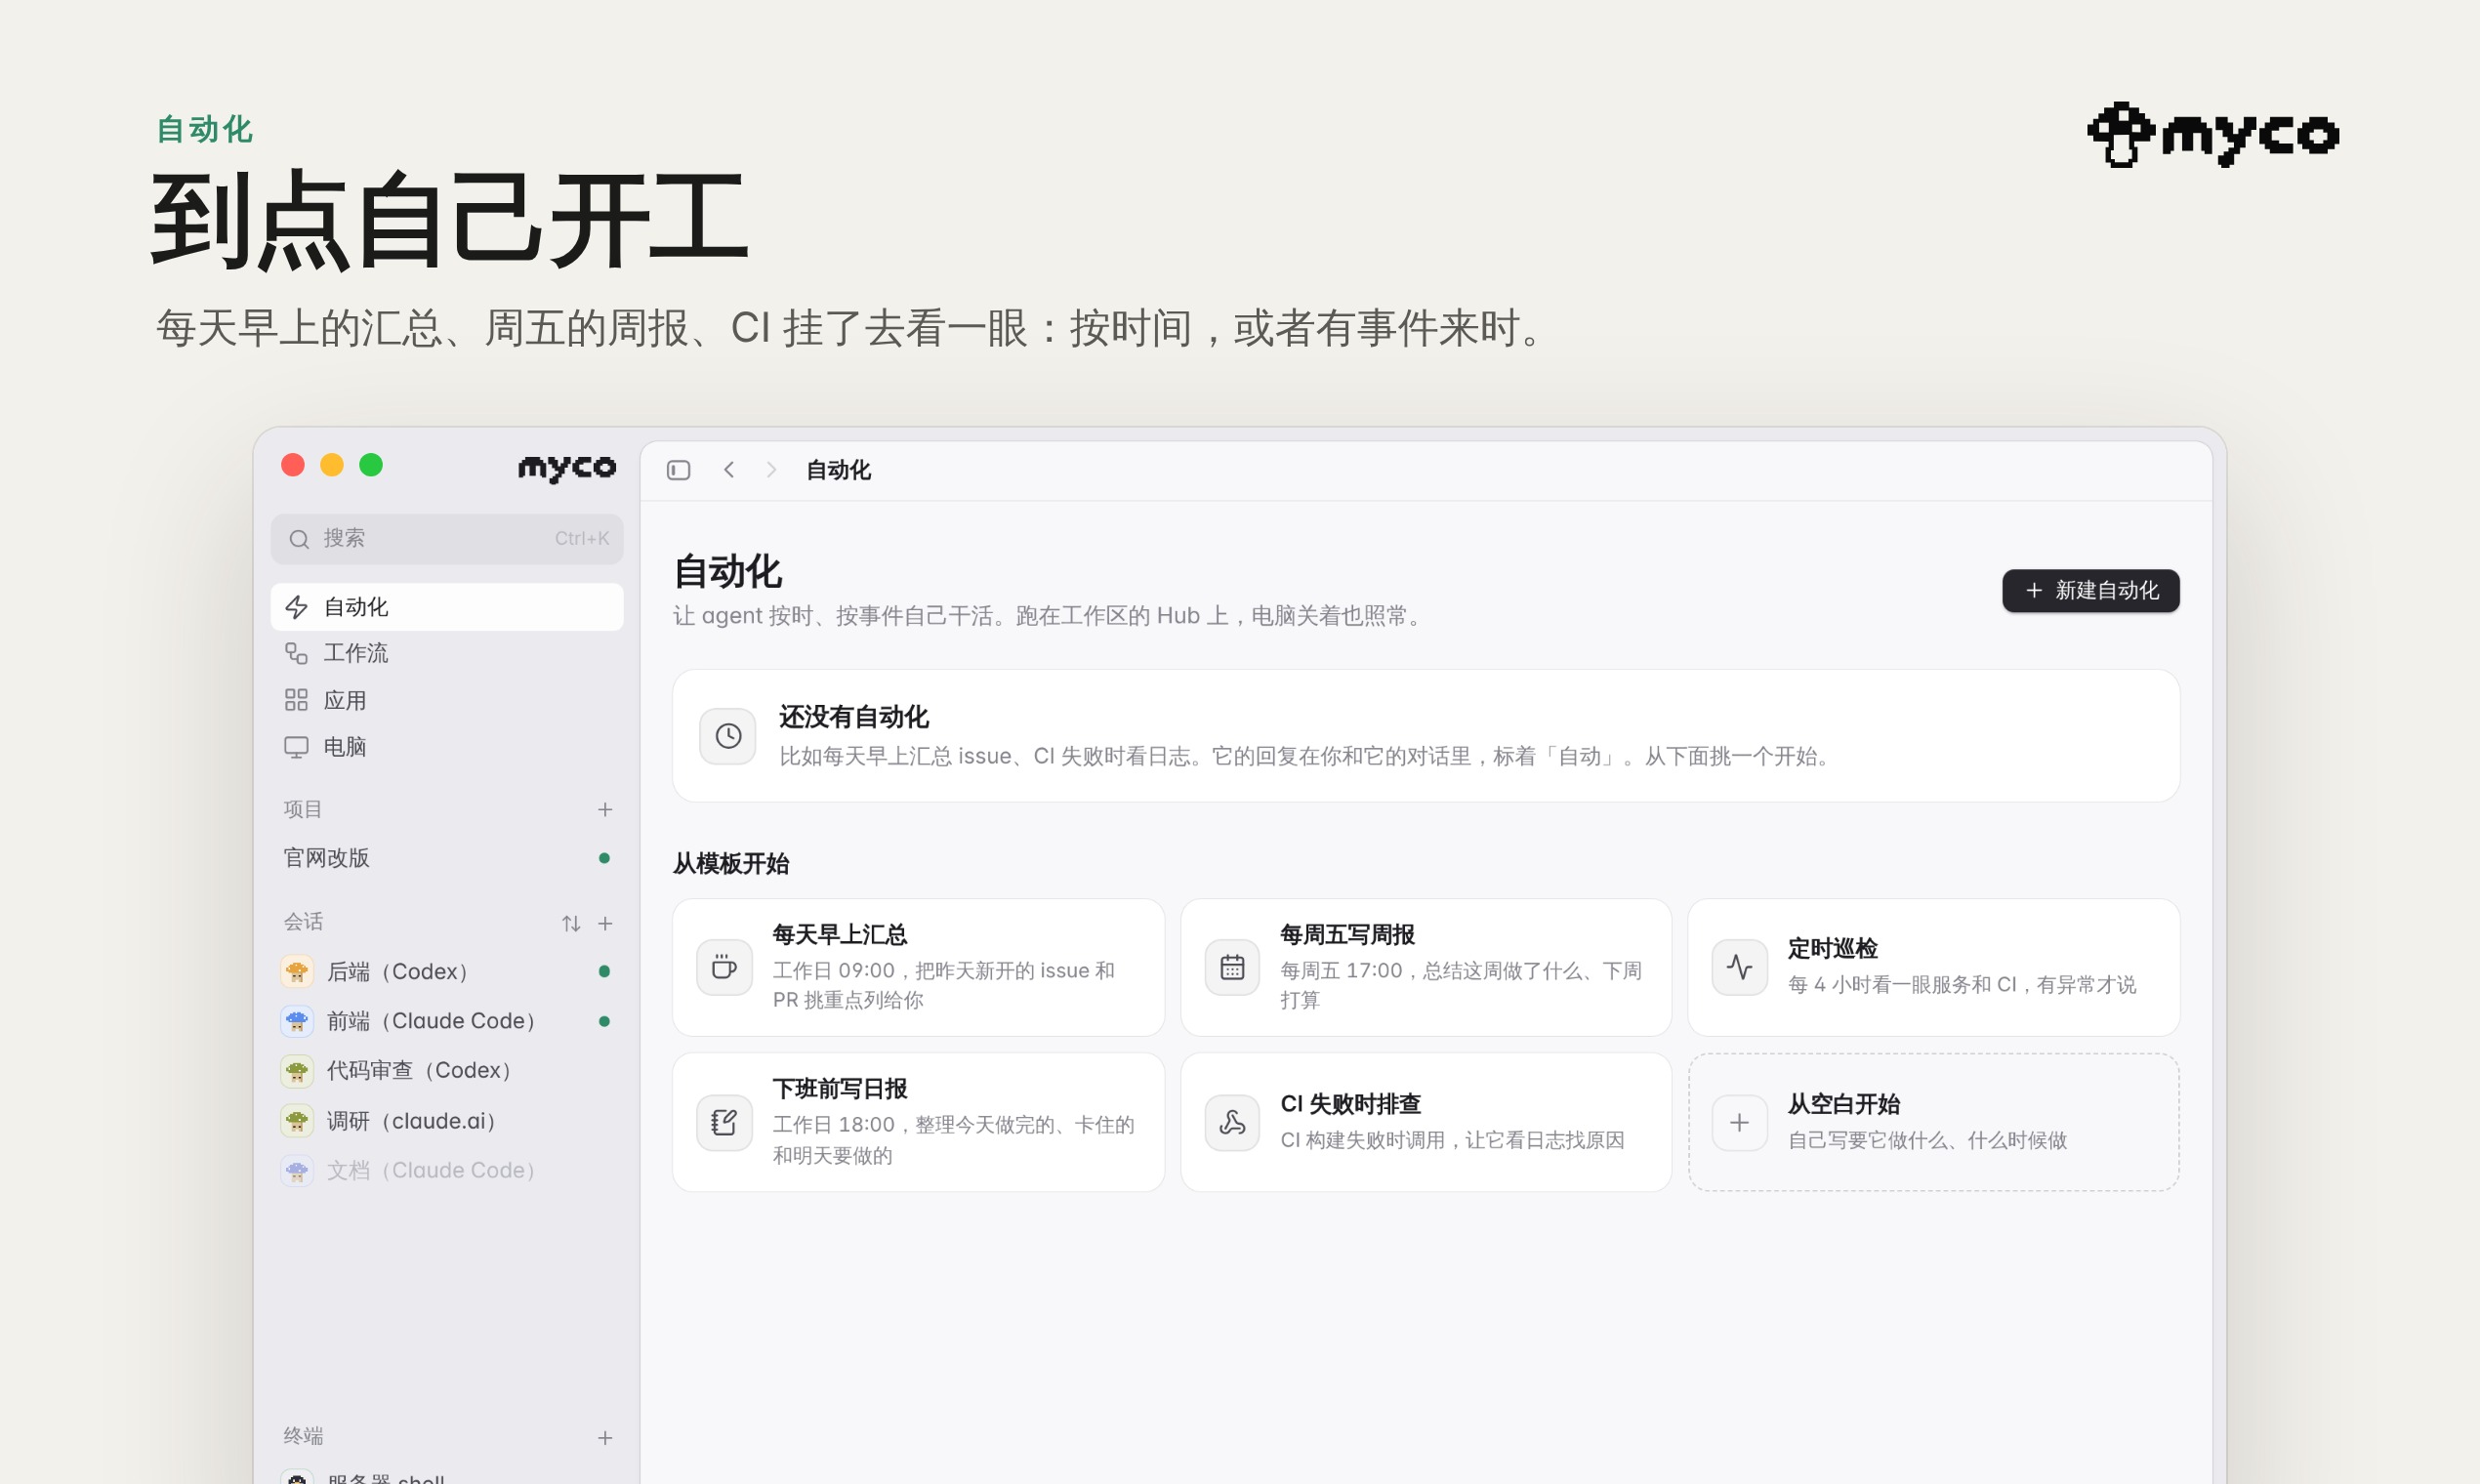 自动化
myco
到点自己开工
每天早上的汇总、周五的周报、CI 挂了去看一眼：按时间，或者有事件来时。
myco
自动化
搜索 Ctrl+K
自动化
工作流
应用
电脑
项目
官网改版
会话
后端（Codex）
前端（Claude Code）
代码审查（Codex）
调研（claude.ai）
文档（Claude Code）
终端
服务器 shell
自动化
让 agent 按时、按事件自己干活。跑在工作区的 Hub 上，电脑关着也照常。
新建自动化
还没有自动化
比如每天早上汇总 issue、CI 失败时看日志。它的回复在你和它的对话里，标着「自动」。从下面挑一个开始。
从模板开始
每天早上汇总
工作日 09:00，把昨天新开的 issue 和
PR 挑重点列给你
每周五写周报
每周五 17:00，总结这周做了什么、下周
打算
定时巡检
每 4 小时看一眼服务和 CI，有异常才说
下班前写日报
工作日 18:00，整理今天做完的、卡住的
和明天要做的
CI 失败时排查
CI 构建失败时调用，让它看日志找原因
从空白开始
自己写要它做什么、什么时候做